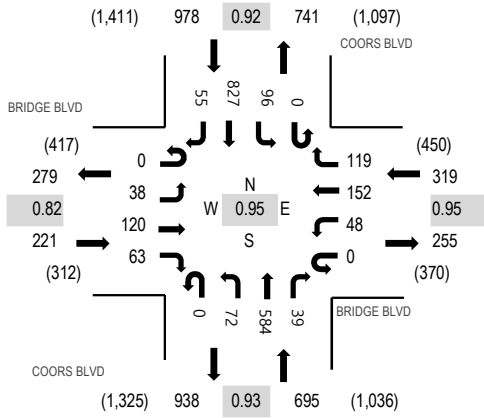 (1,411) 978 0.92 741 (1,097)
COORS BLVD
BRIDGE BLVD
55 827 96 0
(417) (450)
279 0 119 319
38 152
0.82 N 0.95
W 0.95 E
S
221 120 48 255
63 0
(312) (370)
0 72 584 39
BRIDGE BLVD
COORS BLVD
(1,325) 938 0.93 695 (1,036)